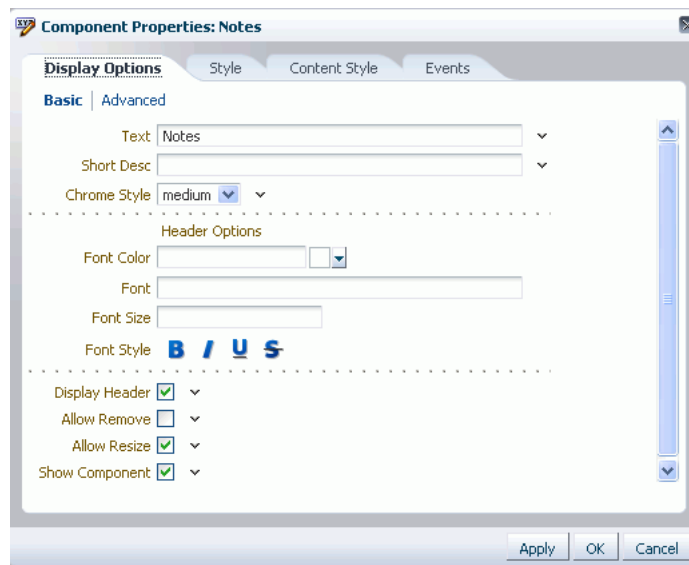 Component Properties: Notes
Display Options Style Content Style Events
Basic Advanced
Text Notes
Short Desc
Chrome Style medium
Header Options
Font Color
Font
Font Size
Font Style B I U S
Display Header
Allow Remove
Allow Resize
Show Component
Apply OK Cancel